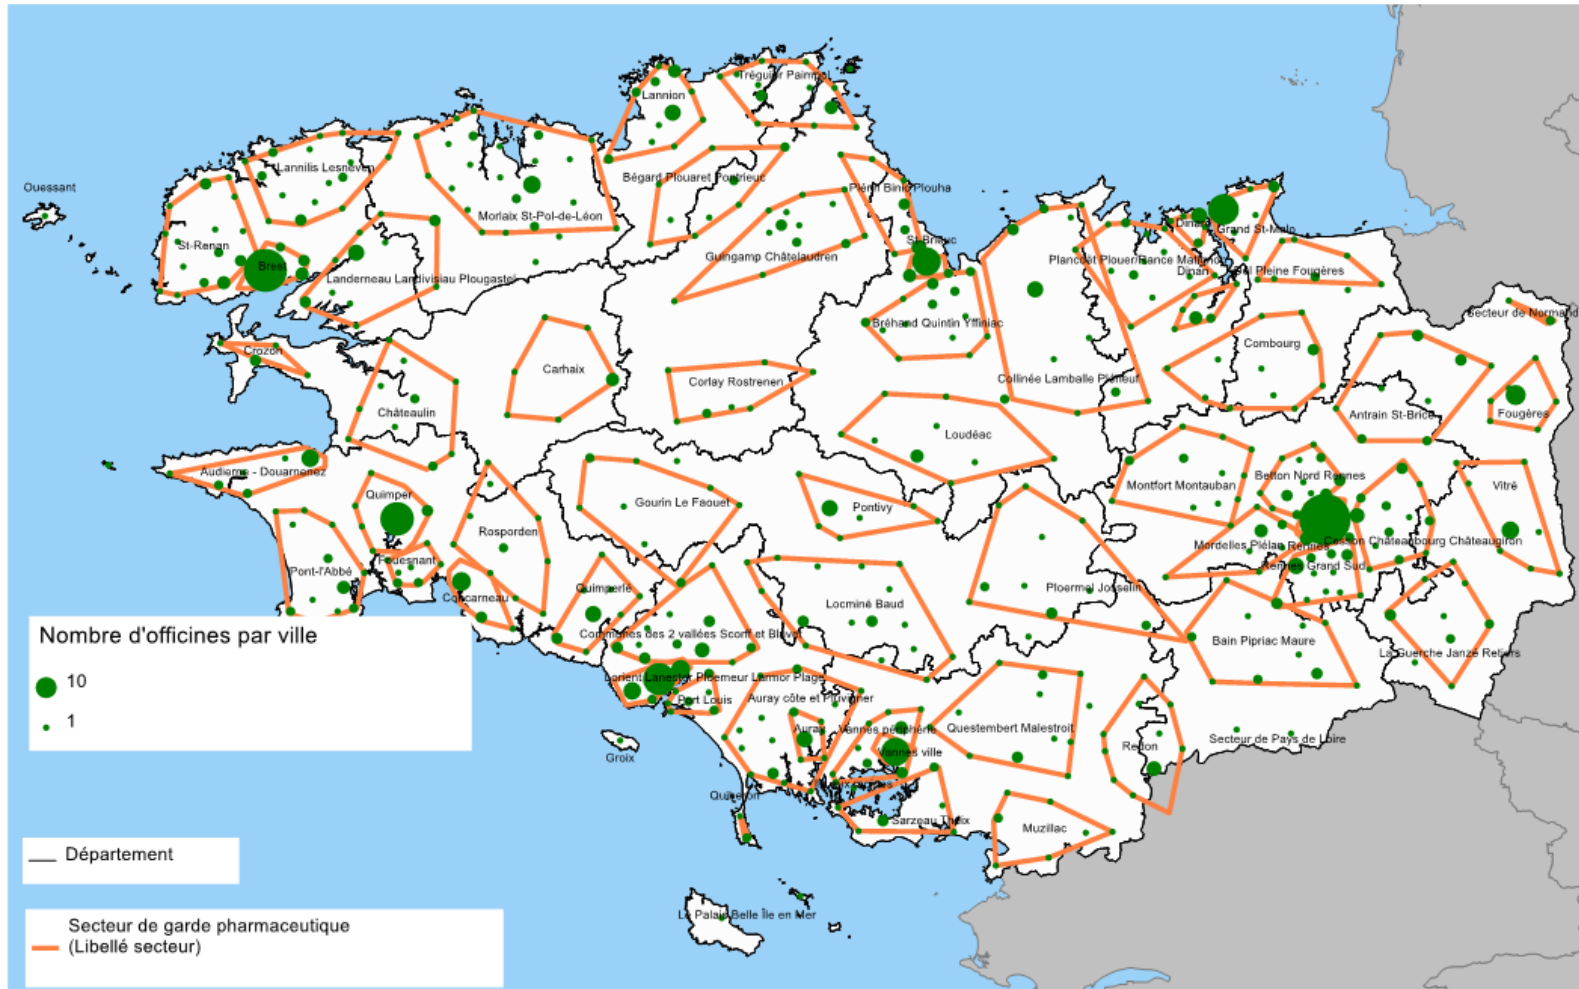 Tréguier Paimpol
Lannion
Lannilis Lesneven
Bégard Plouaret Pontrieuc
Ouessant
Plérin Binic Plouha
Morlaix St-Pol-de-Léon
Dinard
Grand St-Malo
St-Renan
St-Brieuc
Guingamp Châtelaudren
Brest
Landerneau Landivisiau Plougastel
Plancoët Plouer/Rance Matignon
Dinan
Dol Pleine Fougères
Secteur de Normand
Bréhand Quintin Yffiniac
Combourg
Crozon
Carhaix
Corlay Rostrenen
Collinée Lamballe Pléneuf
Châteaulin
Antrain St-Brice
Fougères
Loudéac
Audierne - Douarnenez
Betton Nord Rennes
Montfort Montauban
Vitré
Quimper
Gourin Le Faouet
Pontivy
Rosporden
Cesson Châteaubourg Châteaugiron
Mordelles Plélan Rennes
Fouesnant
Rennes Grand Sud
Pont-l'Abbé
Quimperlé
Ploermel Josselin
Concarneau
Locminé Baud
Communes des 2 vallées Scorff et Blavet
Nombre d'officines par ville
Bain Pipriac Maure
La Guerche Janzé Retiers
Lorient Lanester Ploemeur Larmor Plage
10
Port Louis
Auray côte et Pluvigner
1
Auray
Vannes périphérie
Questembert Malestroit
Secteur de Pays de Loire
Redon
Vannes ville
Groix
Quiberon
Sarzeau Theix
Muzillac
Département
Le Palais Belle Île en Mer
Secteur de garde pharmaceutique
(Libellé secteur)